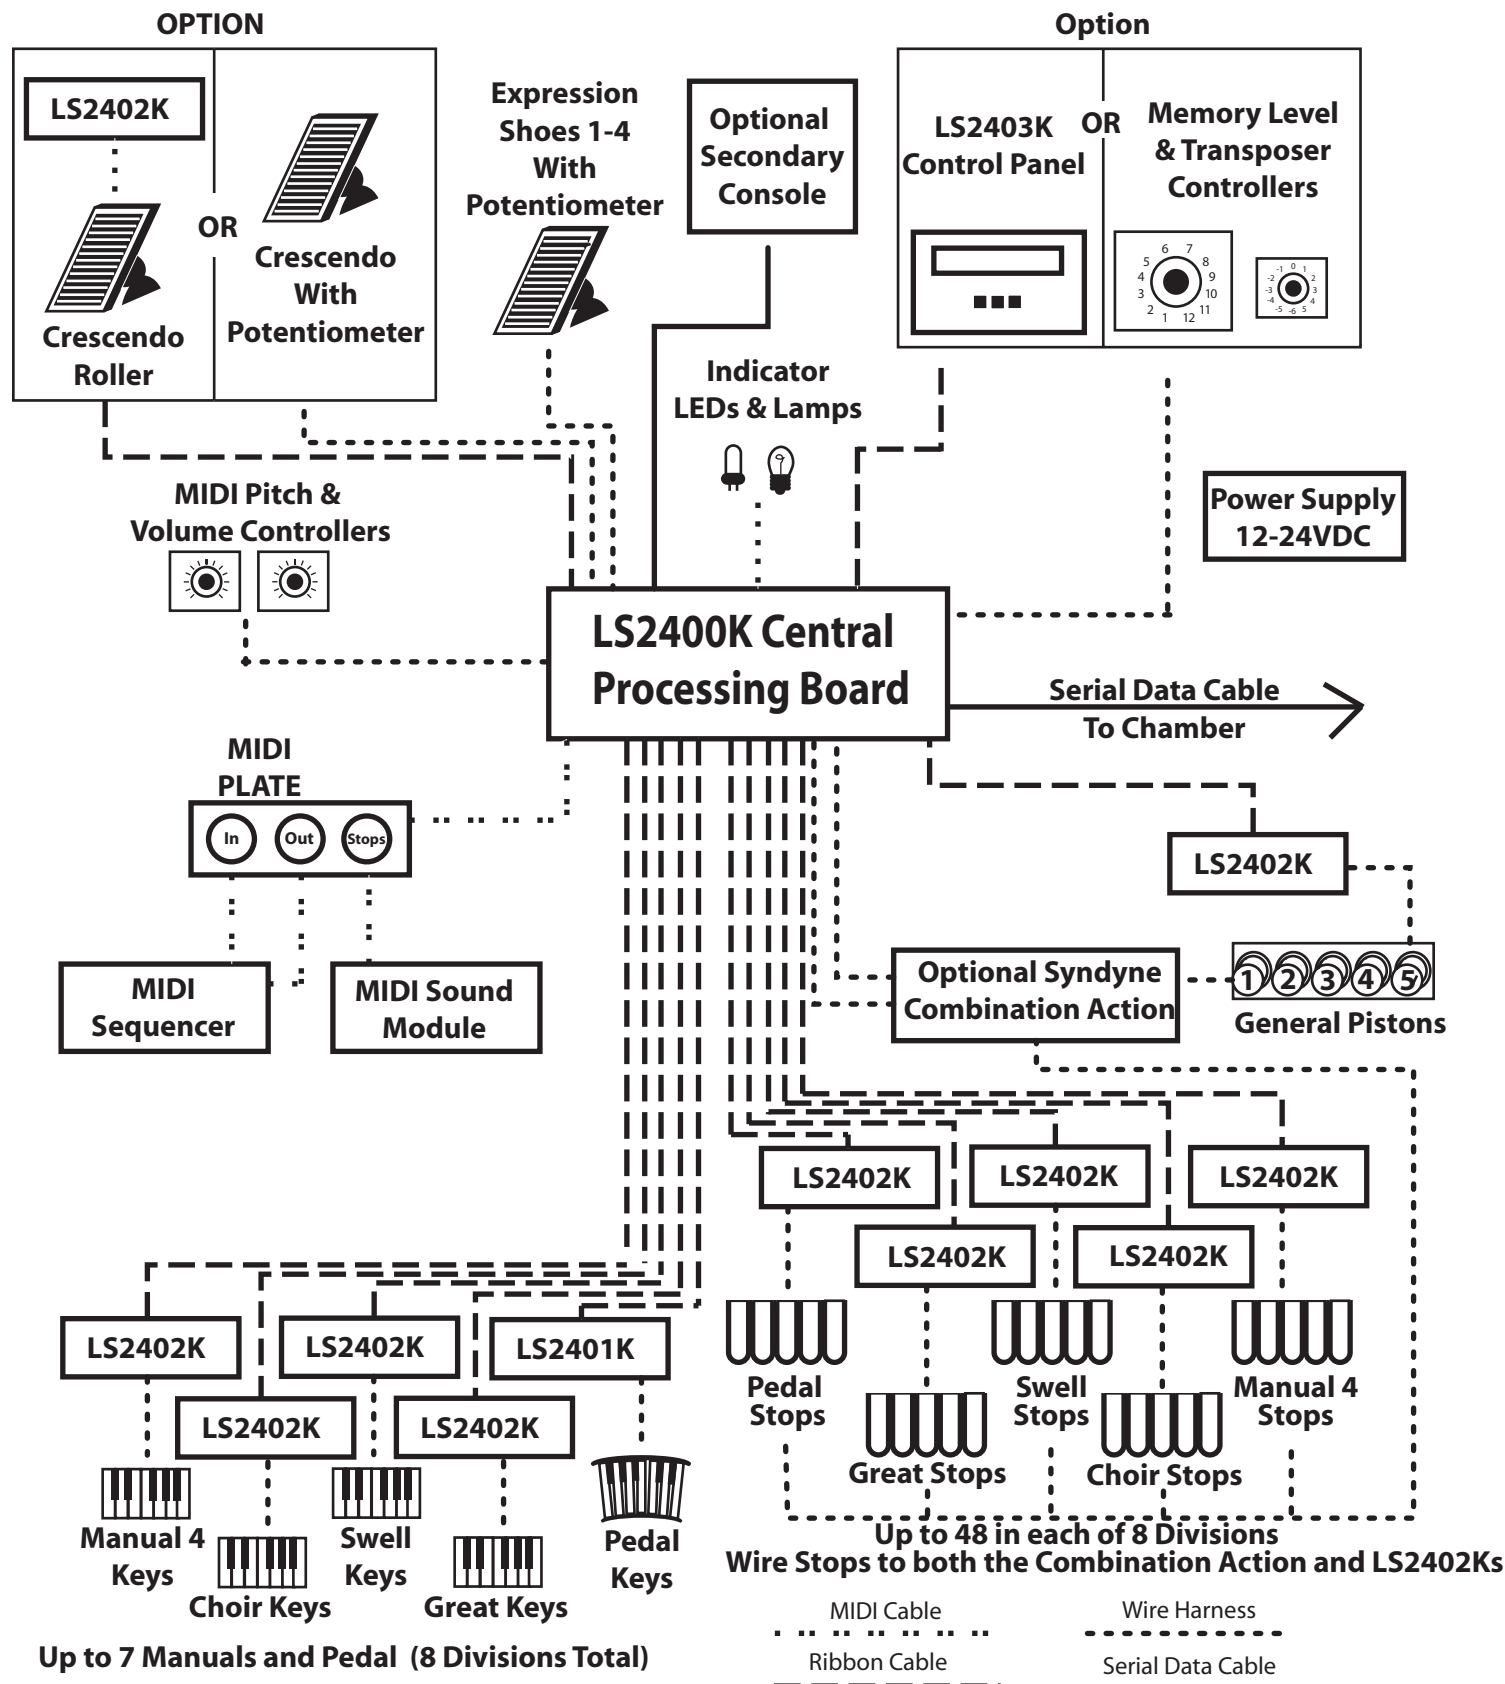 OPTION
LS2402K
OR
Crescendo
Roller
Crescendo
With
Potentiometer
Expression
Shoes 1-4
With
Potentiometer
Optional
Secondary
Console
Option
LS2403K
Control Panel
OR
Memory Level
& Transposer
Controllers
1 2 3 4 5 6 7 8 9 10 11 12
-6 -5 -4 -3 -2 -1 0 1 2 3 4 5
Indicator
LEDs & Lamps
MIDI Pitch &
Volume Controllers
Power Supply
12-24VDC
LS2400K Central
Processing Board
Serial Data Cable
To Chamber
MIDI
PLATE
In
Out
Stops
MIDI
Sequencer
MIDI Sound
Module
LS2402K
Optional Syndyne
Combination Action
1 2 3 4 5
General Pistons
LS2402K
LS2402K
LS2402K
LS2402K
LS2402K
Pedal
Stops
Swell
Stops
Manual 4
Stops
Great Stops
Choir Stops
Up to 48 in each of 8 Divisions
Wire Stops to both the Combination Action and LS2402Ks
LS2402K
LS2402K
LS2401K
LS2402K
LS2402K
Manual 4
Keys
Swell
Keys
Pedal
Keys
Choir Keys
Great Keys
Up to 7 Manuals and Pedal (8 Divisions Total)
MIDI Cable
Wire Harness
Ribbon Cable
Serial Data Cable